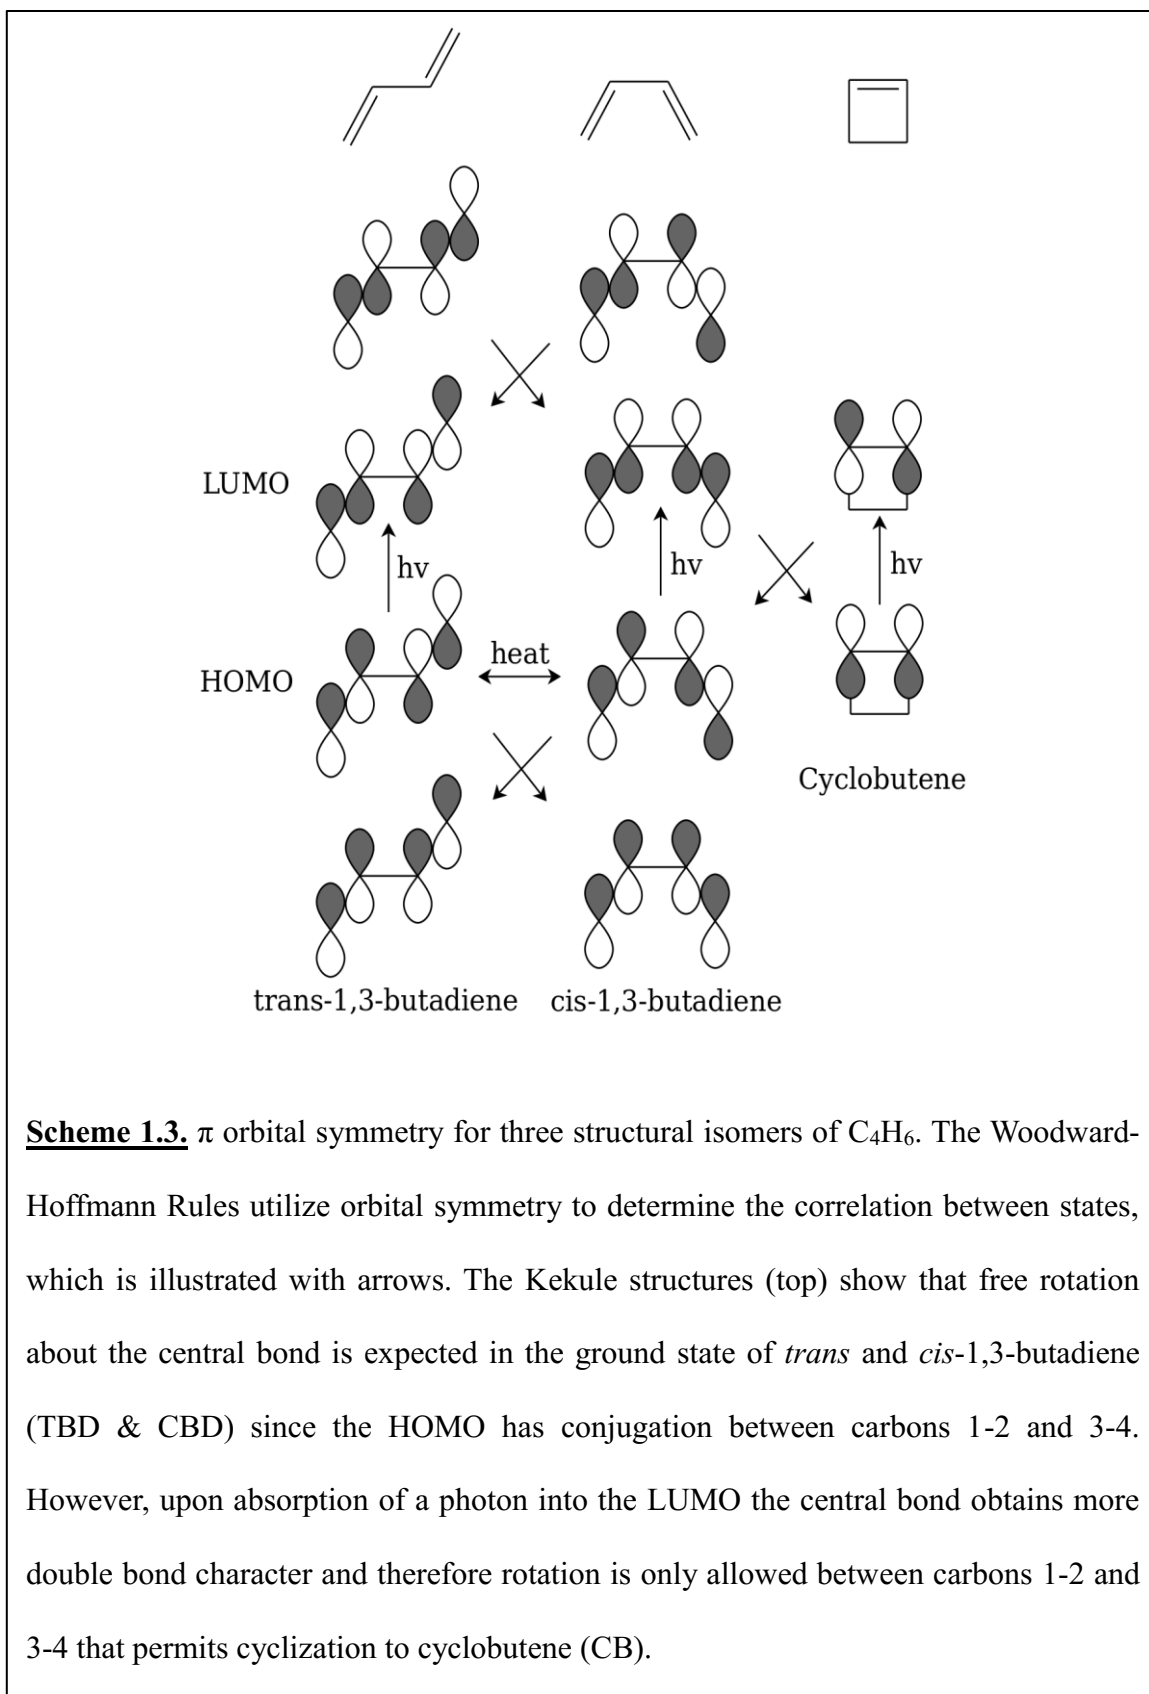 LUMO
hv
hv
hv
HOMO
heat
Cyclobutene
trans-1,3-butadiene
cis-1,3-butadiene
Scheme 1.3. π orbital symmetry for three structural isomers of C₄H₆. The Woodward-
Hoffmann Rules utilize orbital symmetry to determine the correlation between states,
which is illustrated with arrows. The Kekule structures (top) show that free rotation
about the central bond is expected in the ground state of trans and cis-1,3-butadiene
(TBD & CBD) since the HOMO has conjugation between carbons 1-2 and 3-4.
However, upon absorption of a photon into the LUMO the central bond obtains more
double bond character and therefore rotation is only allowed between carbons 1-2 and
3-4 that permits cyclization to cyclobutene (CB).